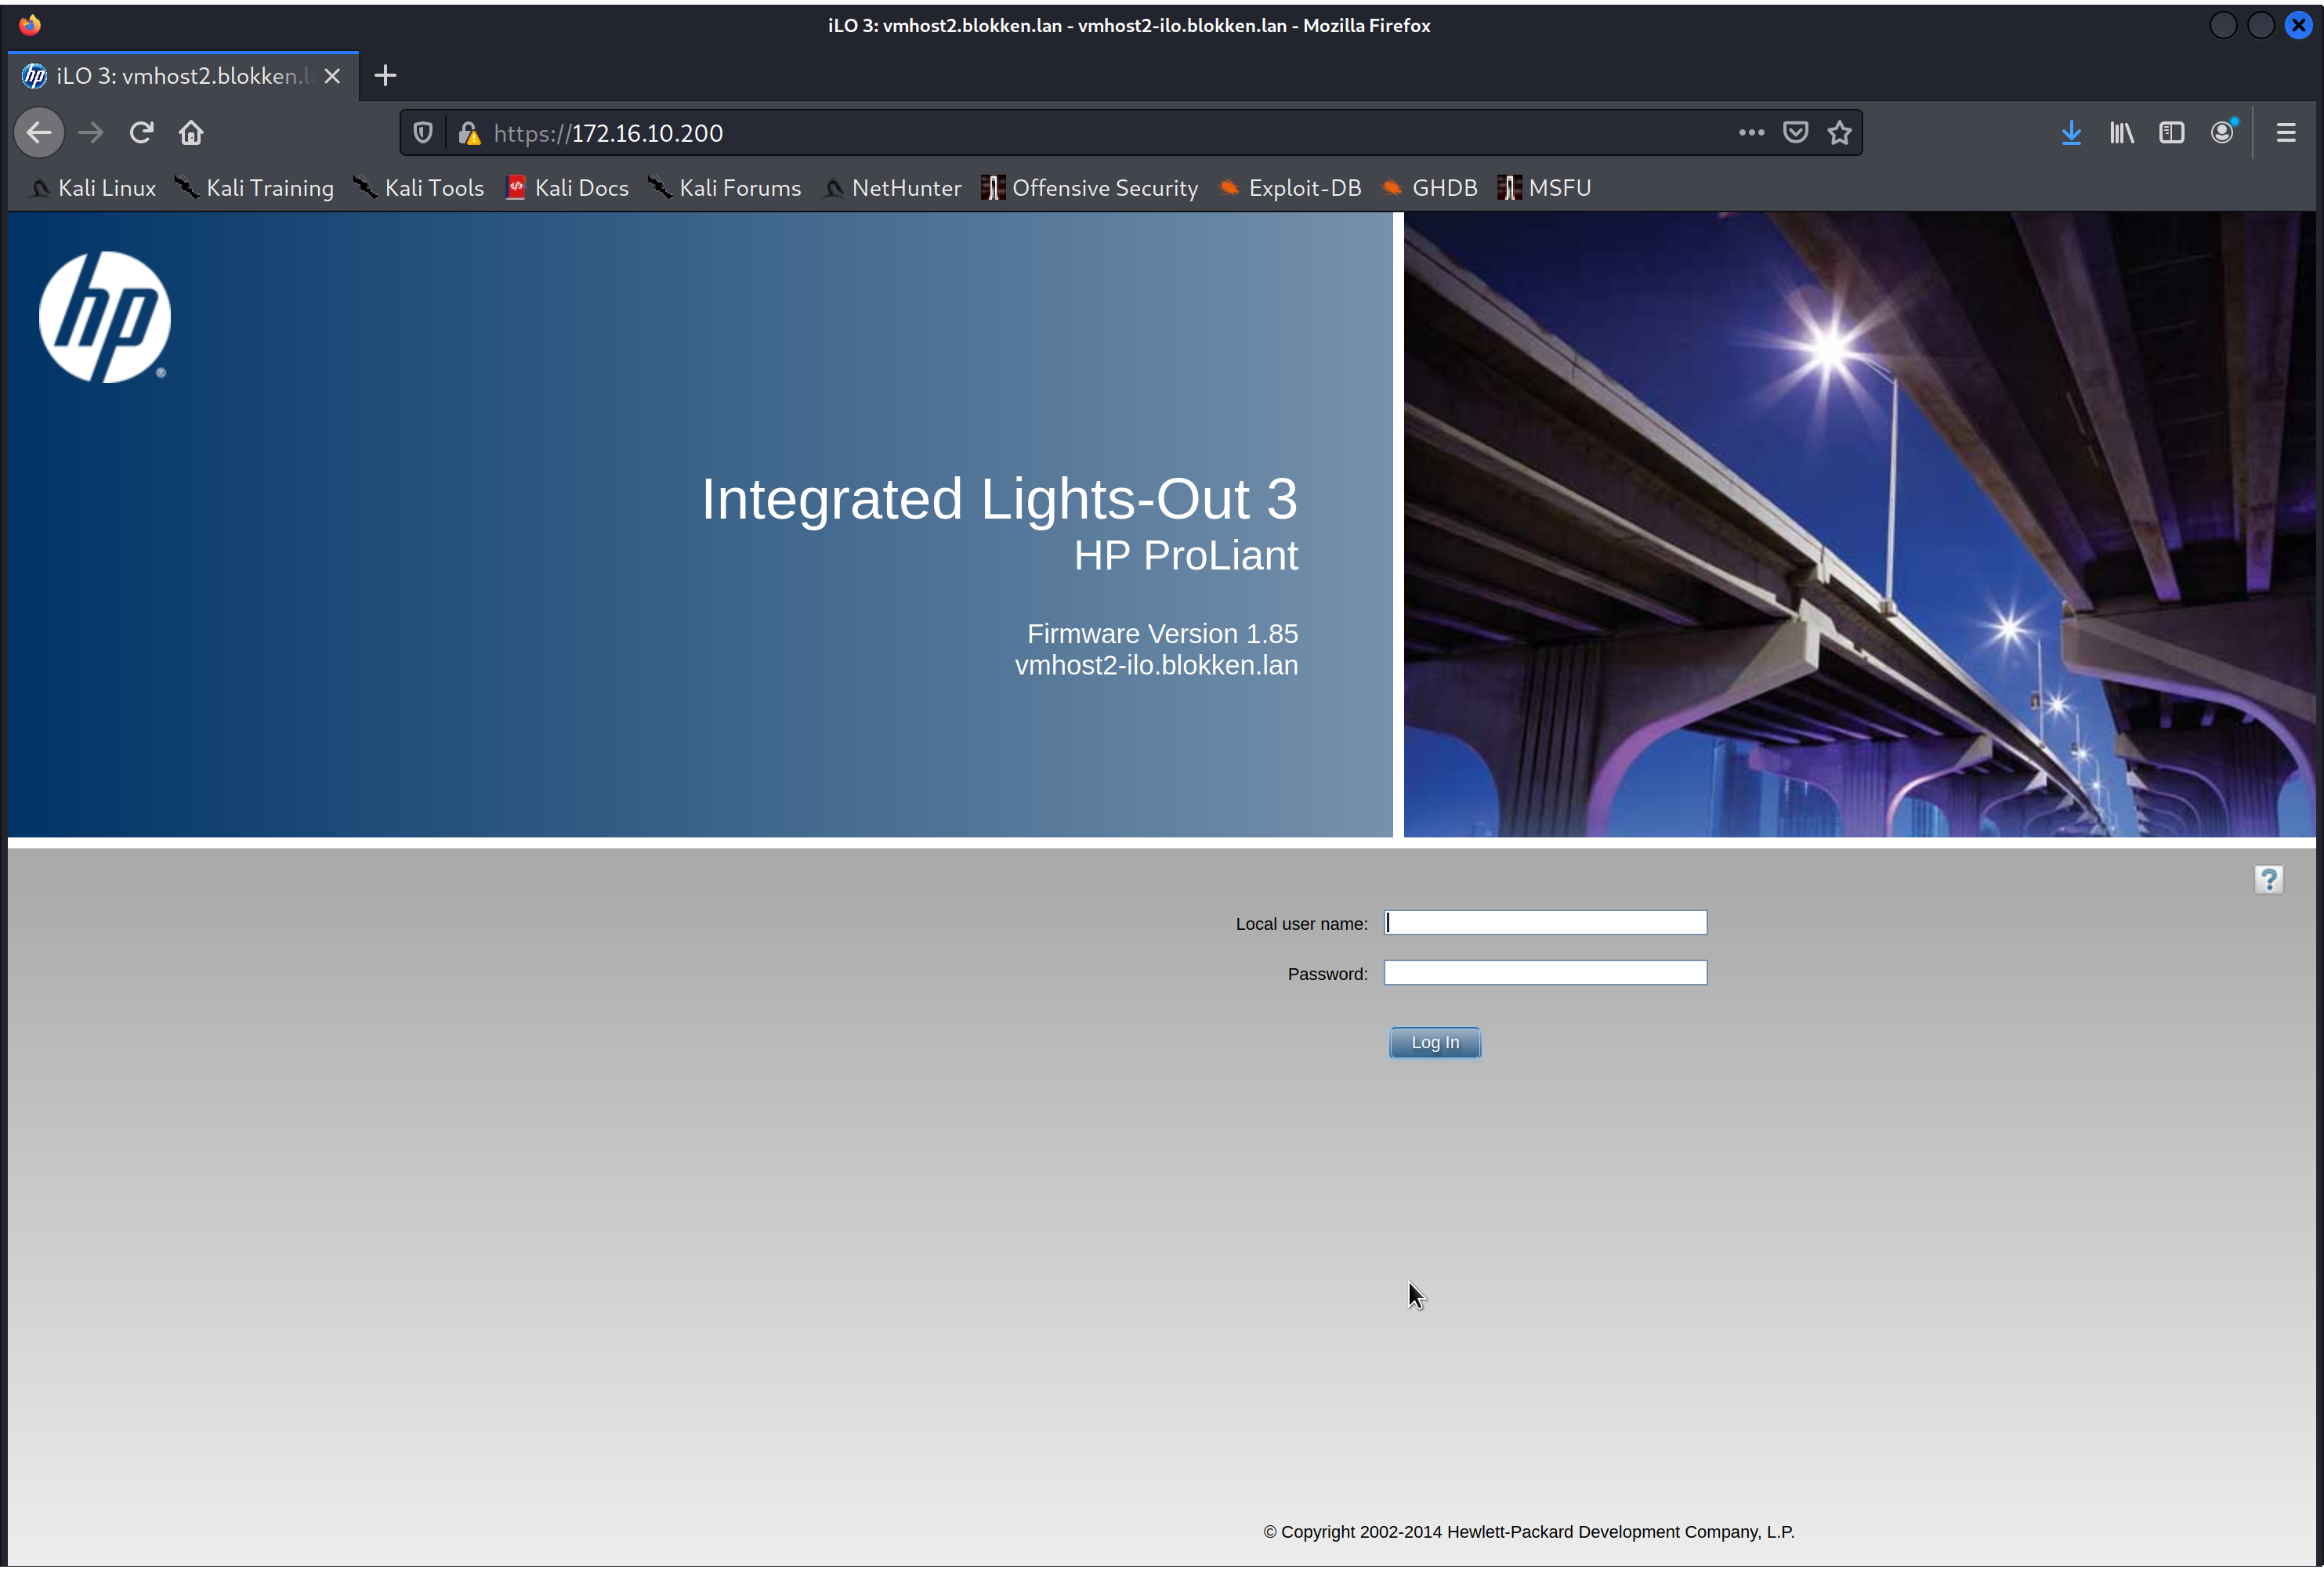 iLO 3: vmhost2.blokken.lan - vmhost2-ilo.blokken.lan - Mozilla Firefox
iLO 3: vmhost2.blokken.l
https://172.16.10.200
Kali Linux Kali Training Kali Tools Kali Docs Kali Forums NetHunter Offensive Security Exploit-DB GHDB MSFU
hp
Integrated Lights-Out 3
HP ProLiant
Firmware Version 1.85
vmhost2-ilo.blokken.lan
?
Local user name:
Password:
Log In
© Copyright 2002-2014 Hewlett-Packard Development Company, L.P.